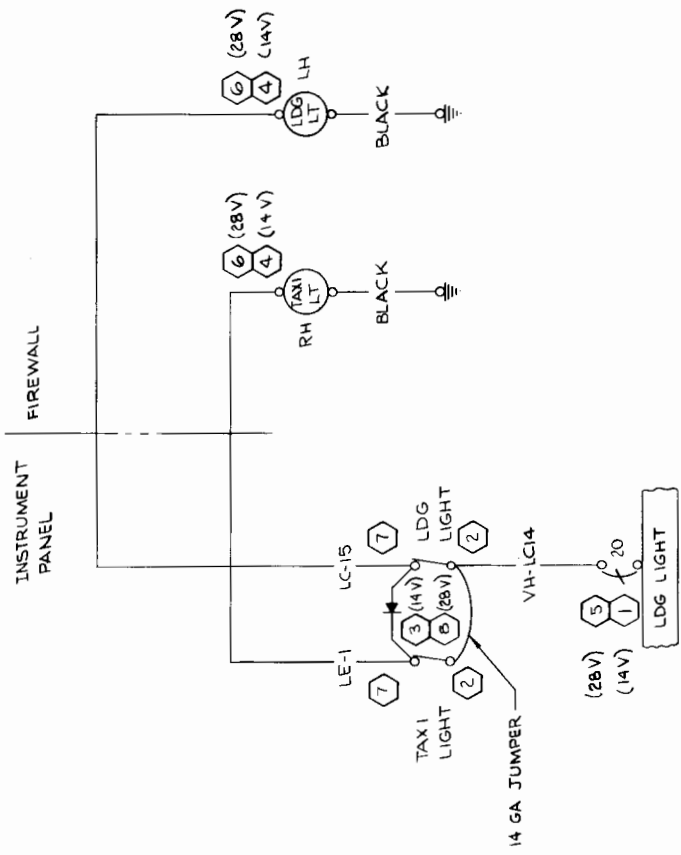 INSTRUMENT
PANEL
FIREWALL
LC-15
LE-1
7
7
3 (14V)
8 (28V)
LDG
LIGHT
TAXI
LIGHT
2
2
14 GA JUMPER
VH-LC14
20
(28V) 5
(14V) 1
LDG LIGHT
6 (28V)
4 (14V)
TAXI
LT
RH
BLACK
6 (28V)
4 (14V)
LDG
LT
LH
BLACK